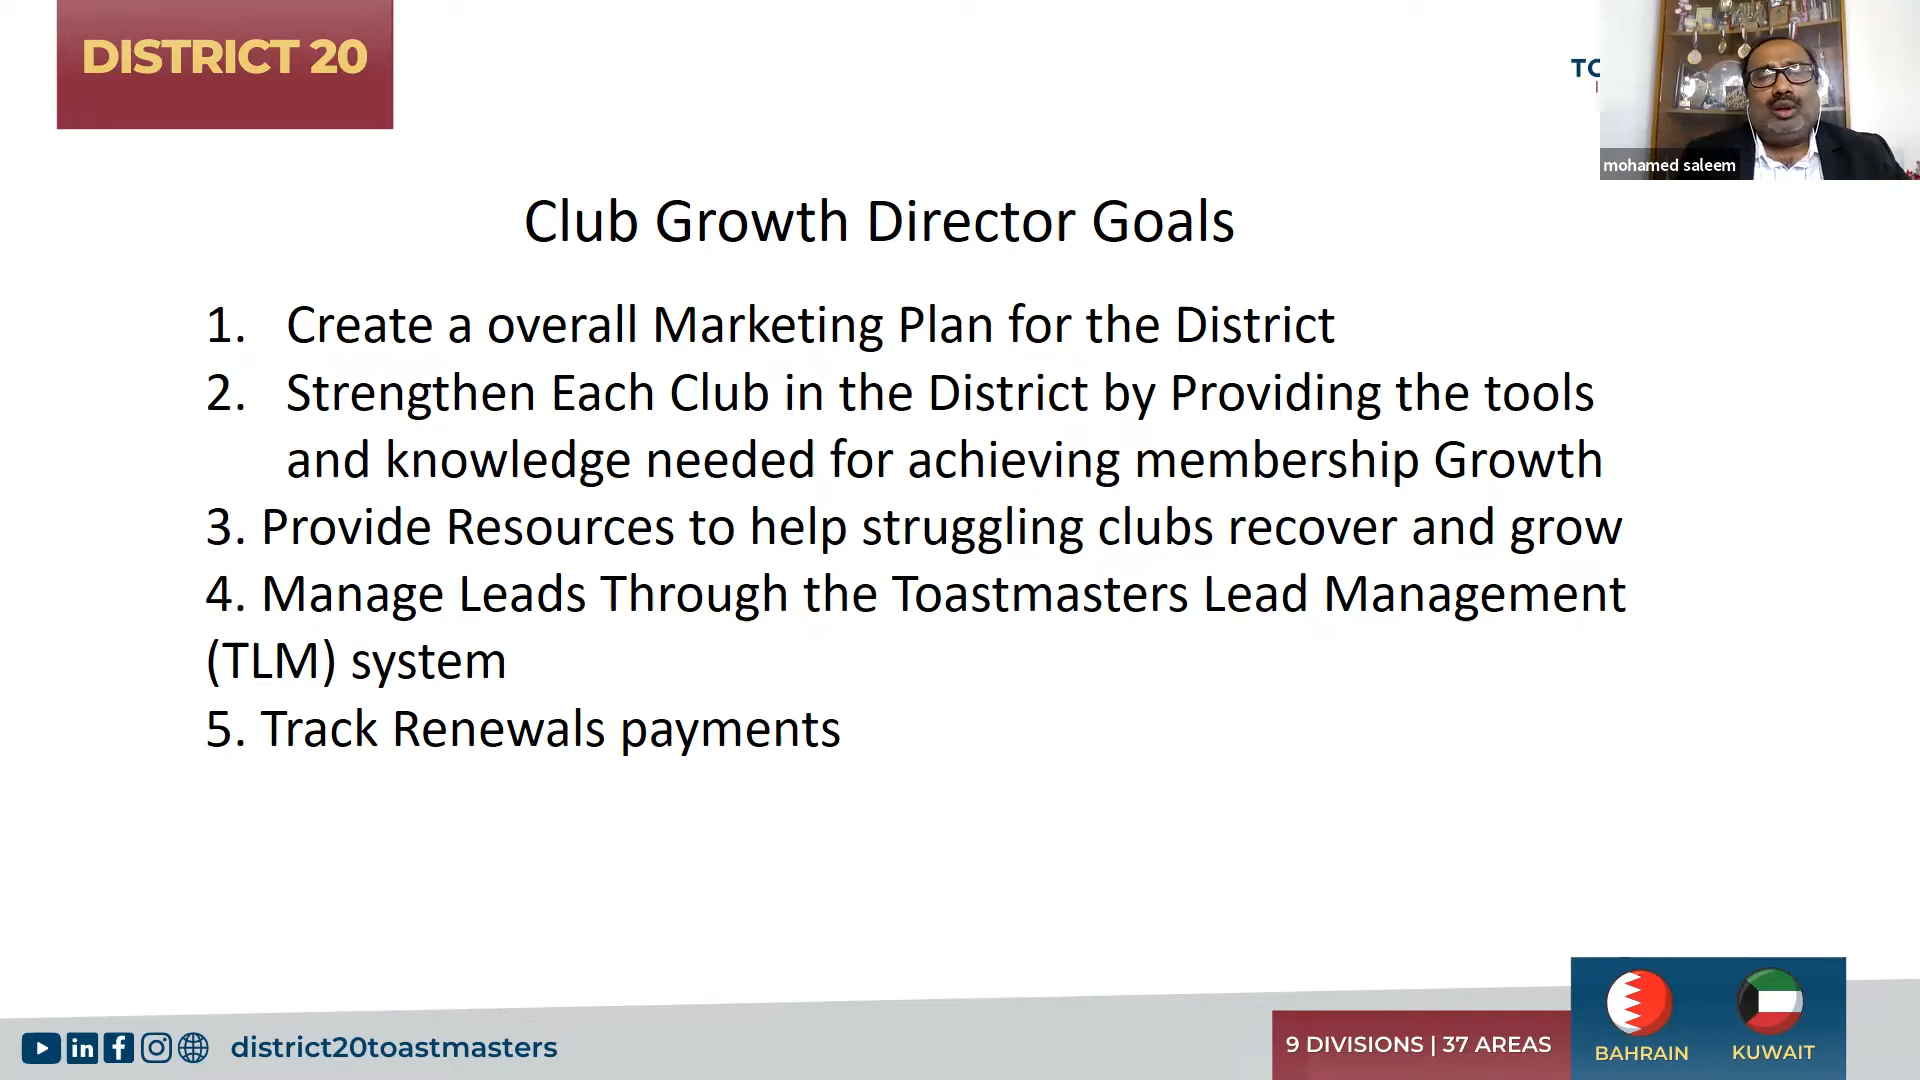 DISTRICT 20
TO
mohamed saleem
Club Growth Director Goals
1. Create a overall Marketing Plan for the District
2. Strengthen Each Club in the District by Providing the tools
and knowledge needed for achieving membership Growth
3. Provide Resources to help struggling clubs recover and grow
4. Manage Leads Through the Toastmasters Lead Management
(TLM) system
5. Track Renewals payments
district20toastmasters
9 DIVISIONS | 37 AREAS
BAHRAIN
KUWAIT